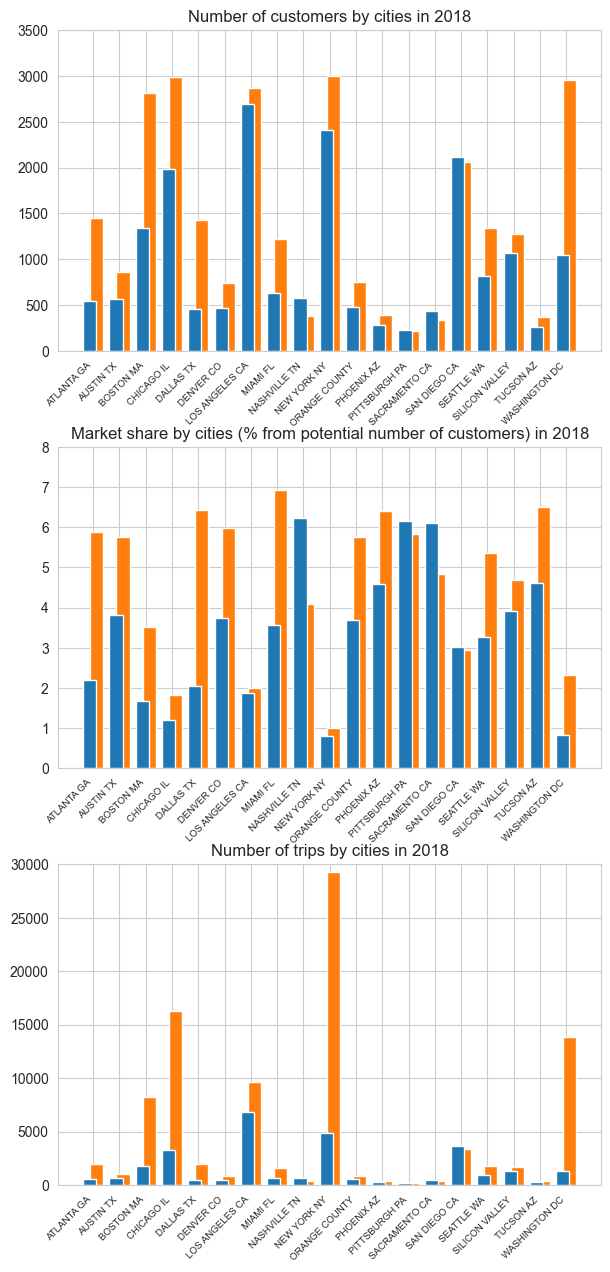 Number of customers by cities in 2018
3500
3000
2500
2000
1500
1000
500
0
ATLANTA GA
AUSTIN TX
BOSTON MA
CHICAGO IL
DALLAS TX
DENVER CO
LOS ANGELES CA
MIAMI FL
NASHVILLE TN
NEW YORK NY
ORANGE COUNTY
PHOENIX AZ
PITTSBURGH PA
SACRAMENTO CA
SAN DIEGO CA
SEATTLE WA
SILICON VALLEY
TUCSON AZ
WASHINGTON DC
Market share by cities (% from potential number of customers) in 2018
8
7
6
5
4
3
2
1
0
ATLANTA GA
AUSTIN TX
BOSTON MA
CHICAGO IL
DALLAS TX
DENVER CO
LOS ANGELES CA
MIAMI FL
NASHVILLE TN
NEW YORK NY
ORANGE COUNTY
PHOENIX AZ
PITTSBURGH PA
SACRAMENTO CA
SAN DIEGO CA
SEATTLE WA
SILICON VALLEY
TUCSON AZ
WASHINGTON DC
Number of trips by cities in 2018
30000
25000
20000
15000
10000
5000
0
ATLANTA GA
AUSTIN TX
BOSTON MA
CHICAGO IL
DALLAS TX
DENVER CO
LOS ANGELES CA
MIAMI FL
NASHVILLE TN
NEW YORK NY
ORANGE COUNTY
PHOENIX AZ
PITTSBURGH PA
SACRAMENTO CA
SAN DIEGO CA
SEATTLE WA
SILICON VALLEY
TUCSON AZ
WASHINGTON DC